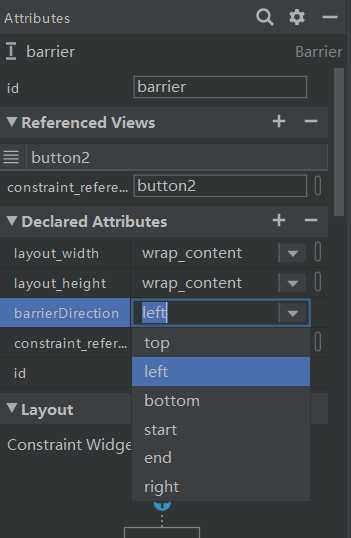 Attributes
barrier Barrier
id barrier
Referenced Views
button2
constraint_refere... button2
Declared Attributes
layout_width wrap_content
layout_height wrap_content
barrierDirection left
constraint_refer...
top
left
id
bottom
Layout
start
Constraint Widge
end
right